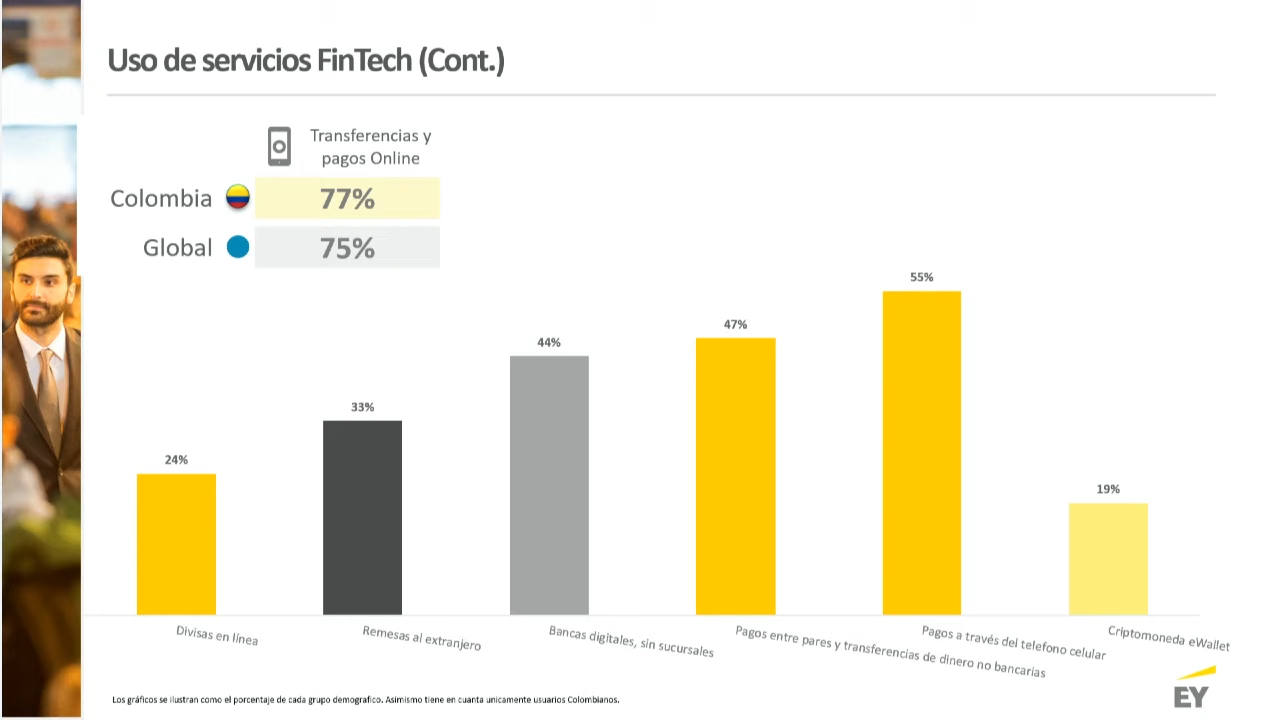 Uso de servicios FinTech (Cont.)
Transferencias y
pagos Online
Colombia 77%
Global 75%
24%
33%
44%
47%
55%
19%
Divisas en línea
Remesas al extranjero
Bancas digitales, sin sucursales
Pagos entre pares y transferencias de dinero no bancarias
Pagos a través del telefono celular
Criptomoneda eWallet
Los gráficos se ilustran como el porcentaje de cada grupo demografico. Asimismo tiene en cuanta unicamente usuarios Colombianos.
EY